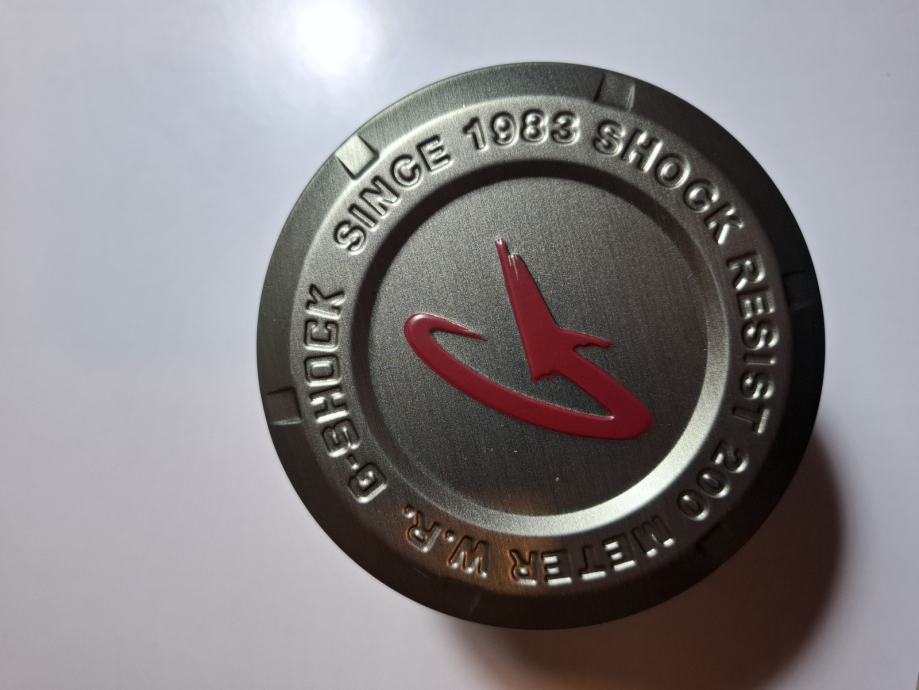 G-SHOCK SINCE 1983 SHOCK RESIST 200 METER W.R.